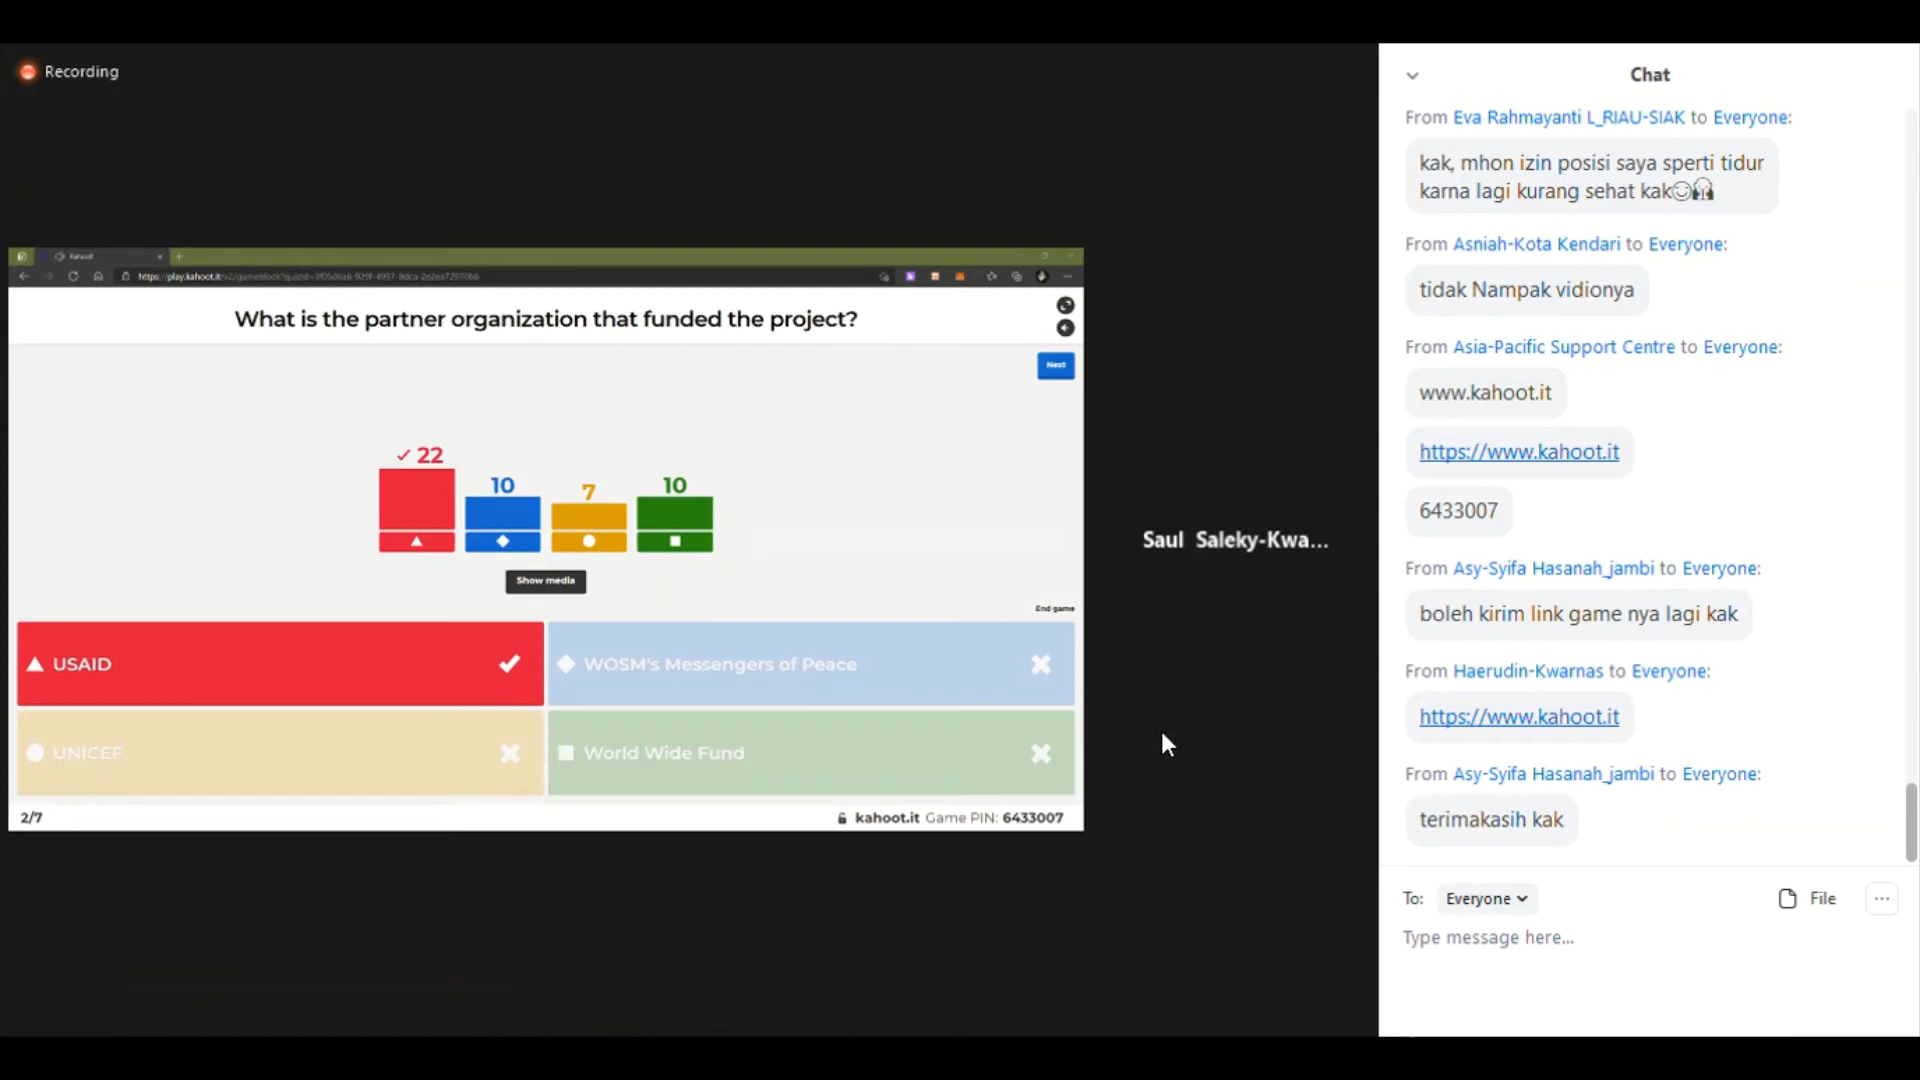 Recording
Kahoot!
What is the partner organization that funded the project?
Next
22
10
7
10
Show media
End game
USAID
WOSM's Messengers of Peace
UNICEF
World Wide Fund
2/7
kahoot.it Game PIN: 6433007
Saul Saleky-Kwa...
Chat
From Eva Rahmayanti L_RIAU-SIAK to Everyone:
kak, mhon izin posisi saya sperti tidur
karna lagi kurang sehat kak
From Asniah-Kota Kendari to Everyone:
tidak Nampak vidionya
From Asia-Pacific Support Centre to Everyone:
www.kahoot.it
https://www.kahoot.it
6433007
From Asy-Syifa Hasanah_jambi to Everyone:
boleh kirim link game nya lagi kak
From Haerudin-Kwarnas to Everyone:
https://www.kahoot.it
From Asy-Syifa Hasanah_jambi to Everyone:
terimakasih kak
To: Everyone
File
Type message here...